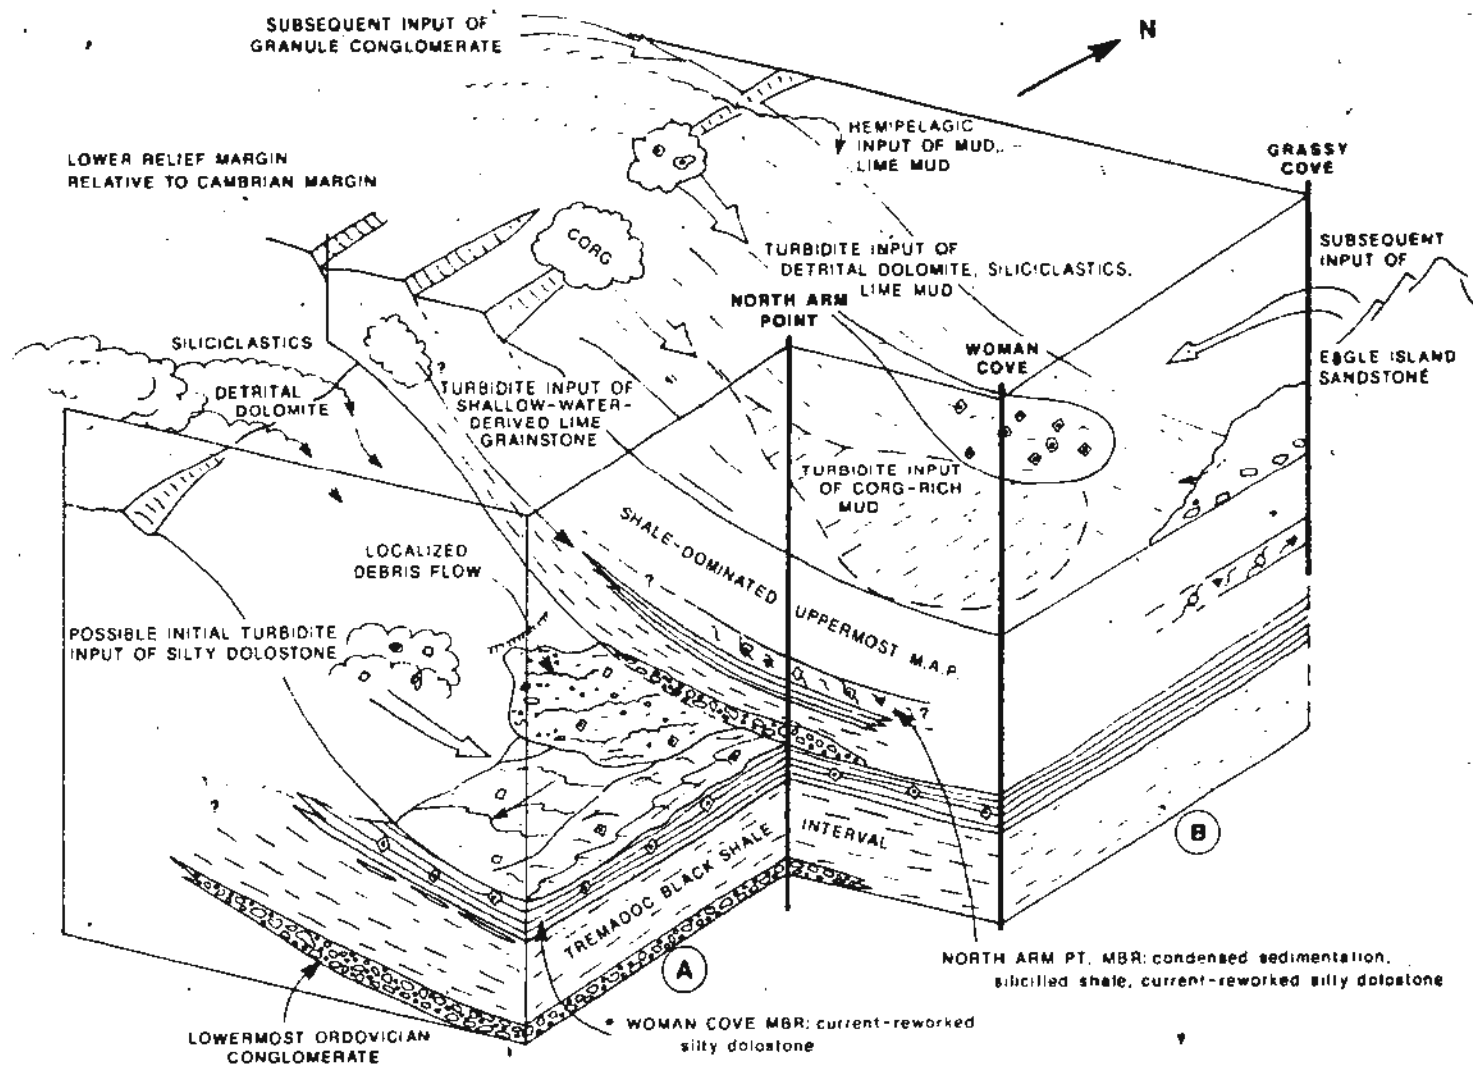 SUBSEQUENT INPUT OF
GRANULE CONGLOMERATE
N
LOWER RELIEF MARGIN
RELATIVE TO CAMBRIAN MARGIN
HEMIPELAGIC
INPUT OF MUD,
LIME MUD
GRASSY
COVE
CORG
TURBIDITE INPUT OF
DETRITAL DOLOMITE, SILICICLASTICS,
LIME MUD
SUBSEQUENT
INPUT OF
EAGLE ISLAND
SANDSTONE
NORTH ARM
POINT
WOMAN
COVE
SILICICLASTICS
DETRITAL
DOLOMITE
?
TURBIDITE INPUT OF
SHALLOW-WATER-
DERIVED LIME
GRAINSTONE
TURBIDITE INPUT
OF CORG-RICH
MUD
LOCALIZED
DEBRIS FLOW
SHALE-DOMINATED UPPERMOST M.A.P.
?
?
POSSIBLE INITIAL TURBIDITE
INPUT OF SILTY DOLOSTONE
?
TREMADOC BLACK SHALE INTERVAL
A
B
NORTH ARM PT. MBR: condensed sedimentation,
silicified shale, current-reworked silty dolostone
WOMAN COVE MBR: current-reworked
silty dolostone
LOWERMOST ORDOVICIAN
CONGLOMERATE